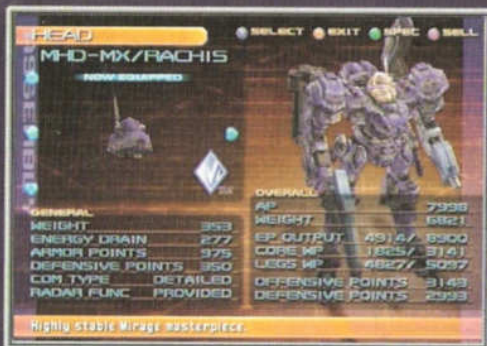 HEAD
MHD-MX/RACHIS
NOW EQUIPPED
SELECT EXIT SPEC SELL
GENERAL
WEIGHT 353
ENERGY DRAIN 277
ARMOR POINTS 975
DEFENSIVE POINTS 350
COM TYPE DETAILED
RADAR FUNC PROVIDED
OVERALL
AP 7998
WEIGHT 6821
EP OUTPUT 4914/ 8900
CORE WP 1825/ 3141
LEGS WP 4827/ 5097
OFFENSIVE POINTS 3149
DEFENSIVE POINTS 2993
Highly stable Mirage masterpiece.